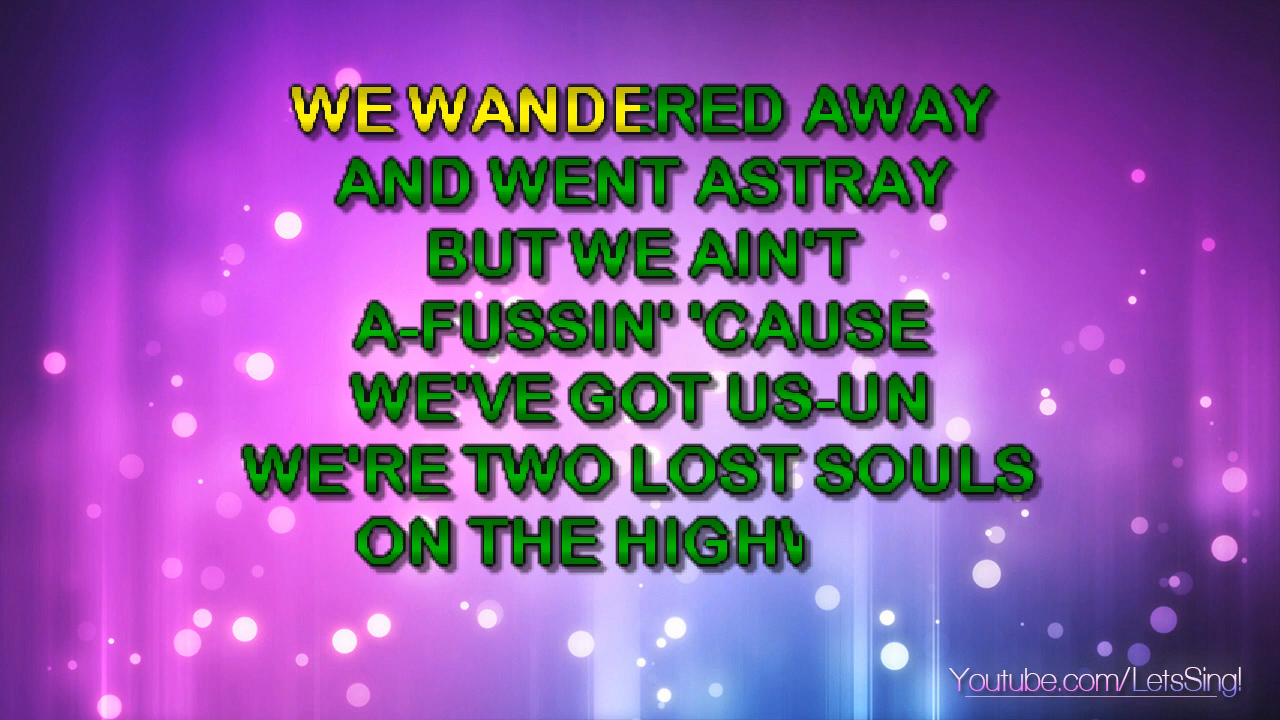 WE WANDERED AWAY
AND WENT ASTRAY
BUT WE AIN'T
A-FUSSIN' 'CAUSE
WE'VE GOT US-UN
WE'RE TWO LOST SOULS
ON THE
Youtube.com/LetsSing!